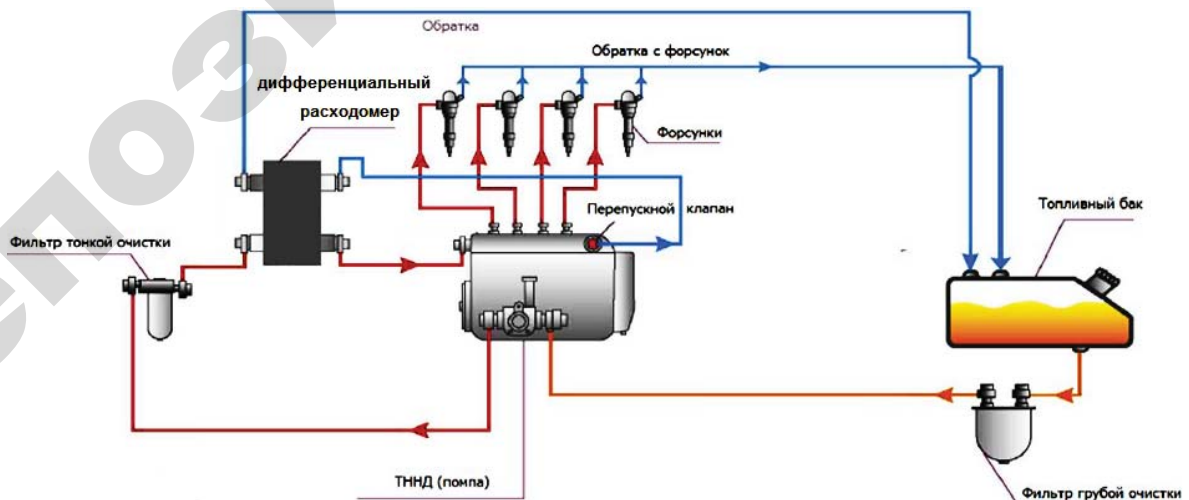 Обратка
Обратка с форсунок
дифференциальный
расходомер
Форсунки
Перепускной клапан
Топливный бак
Фильтр тонкой очистки
ТННД (помпа)
Фильтр грубой очистки